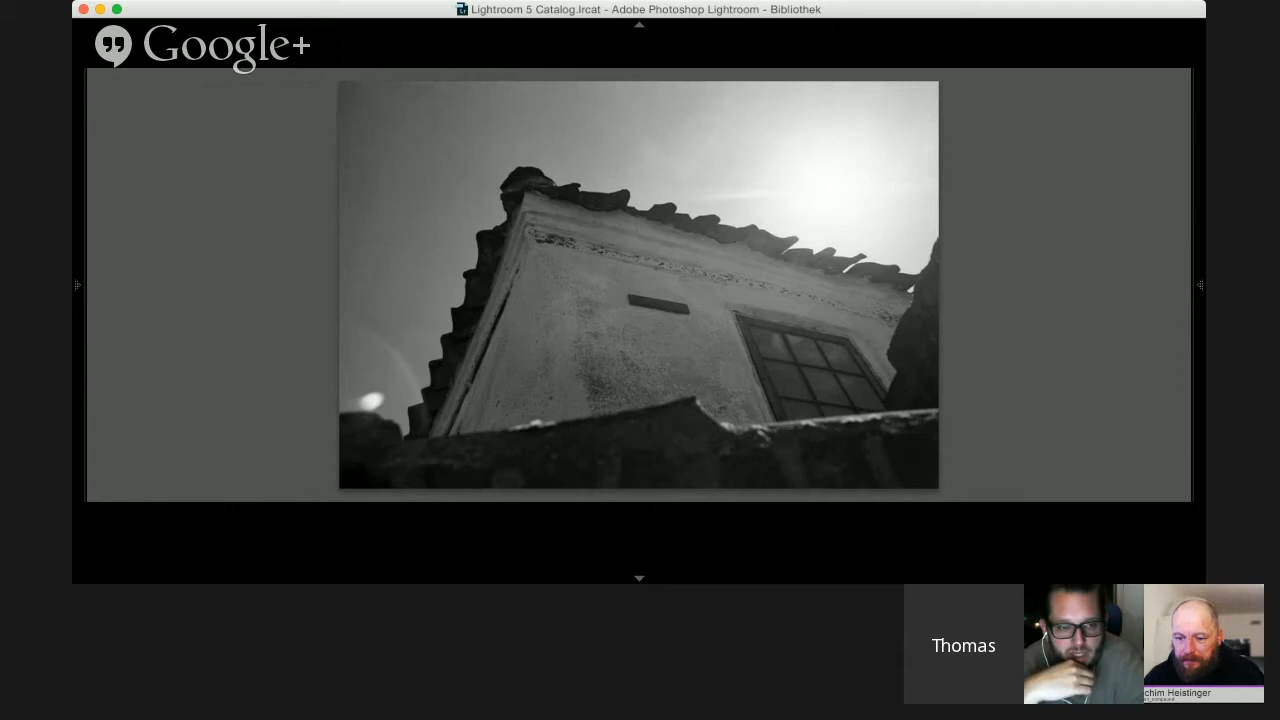 Lightroom 5 Catalog.lrcat - Adobe Photoshop Lightroom - Bibliothek
Google+
Thomas
chim Heistinger